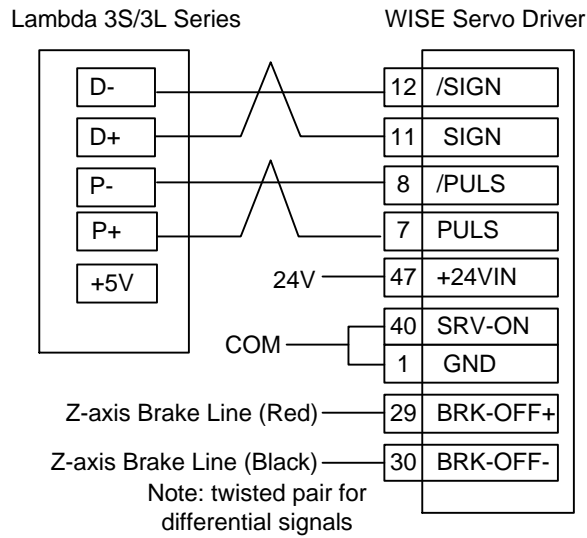 Lambda 3S/3L Series
WISE Servo Driver
D-
12 /SIGN
D+
11 SIGN
P-
8 /PULS
P+
7 PULS
+5V
24V
47 +24VIN
COM
40 SRV-ON
1 GND
Z-axis Brake Line (Red)
29 BRK-OFF+
Z-axis Brake Line (Black)
30 BRK-OFF-
Note: twisted pair for
differential signals